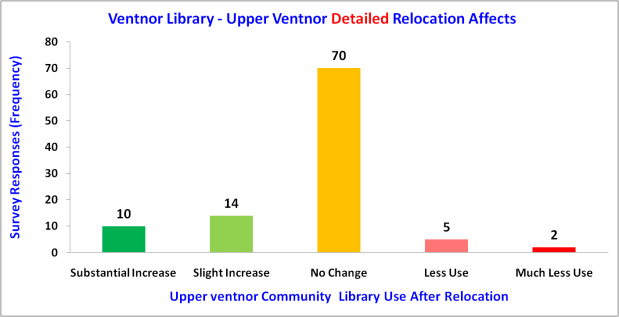 Ventnor Library - Upper Ventnor Detailed Relocation Affects
Survey Responses (Frequency)
80
70
60
50
40
30
20
10
0
10
14
70
5
2
Substantial Increase
Slight Increase
No Change
Less Use
Much Less Use
Upper ventnor Community Library Use After Relocation